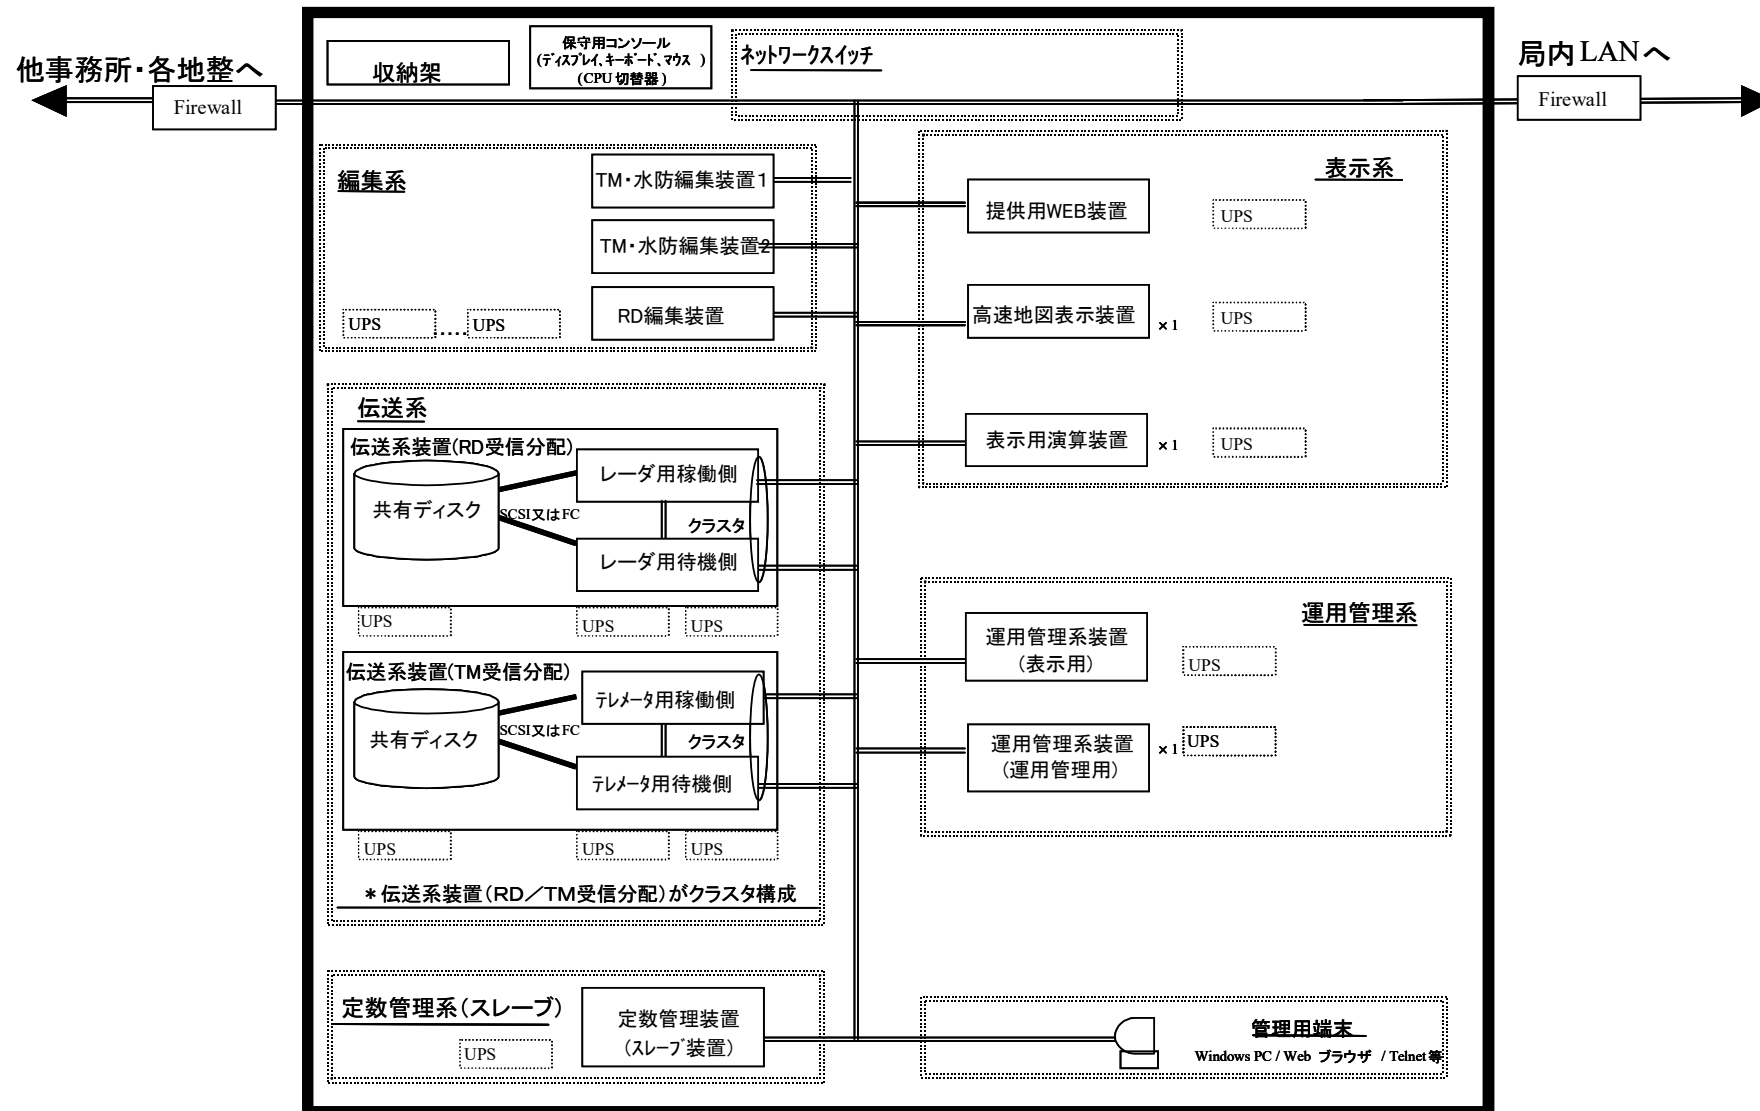 他事務所・各地整へ
Firewall
収納架
保守用コンソール
(ディスプレイ、キーボード、マウス )
(CPU 切替器 )
ネットワークスイッチ
局内 LAN へ
Firewall
編集系
TM・水防編集装置1
TM・水防編集装置2
RD編集装置
UPS
.....
UPS
表示系
提供用WEB装置
UPS
高速地図表示装置
×1
UPS
表示用演算装置
×1
UPS
伝送系
伝送系装置(RD受信分配)
共有ディスク
SCSI又はFC
レーダ用稼働側
クラスタ
レーダ用待機側
UPS
UPS
UPS
伝送系装置(TM受信分配)
共有ディスク
SCSI又はFC
テレメータ用稼働側
クラスタ
テレメータ用待機側
UPS
UPS
UPS
*伝送系装置(RD/TM受信分配)がクラスタ構成
運用管理系
運用管理系装置
(表示用)
UPS
運用管理系装置
(運用管理用)
×1
UPS
定数管理系(スレーブ)
定数管理装置
(スレーブ装置)
UPS
管理用端末
Windows PC / Web ブラウザ / Telnet等